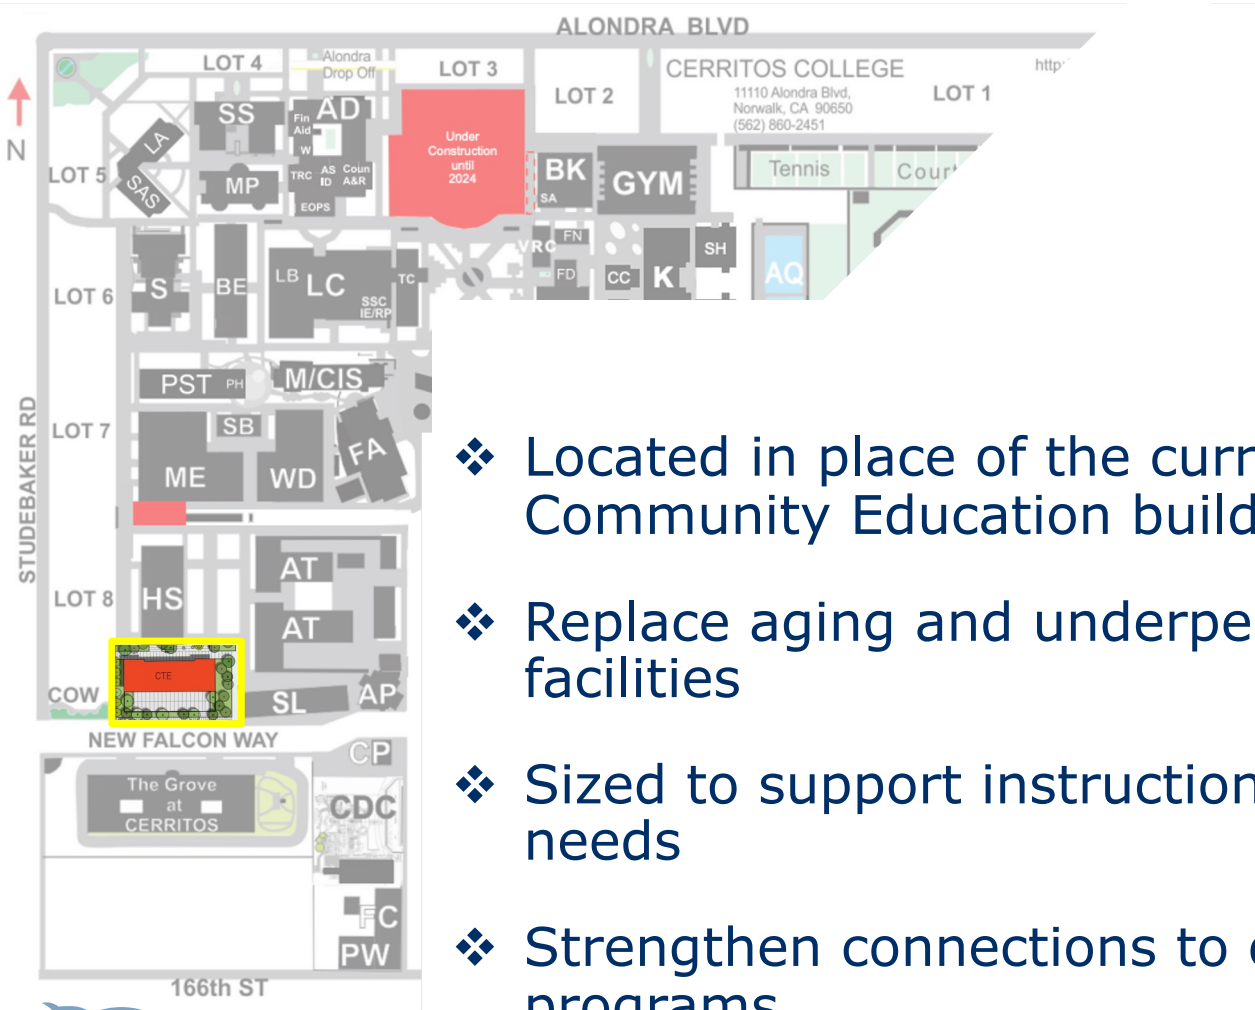 ALONDRA BLVD
LOT 4
Alondra
Drop Off
LOT 3
LOT 2
CERRITOS COLLEGE
11110 Alondra Blvd,
Norwalk, CA 90650
(562) 860-2451
LOT 1
http:
N
SS
Fin
Aid
W
AD
TRC
AS
ID
Coun
A&R
EOPS
Under
Construction
until
2024
BK
SA
GYM
Tennis
Court
LOT 5
LA
SAS
MP
LOT 6
S
BE
LB
LC
SSC
IE/RP
TC
VRC
FN
FD
CC
K
SH
AQ
PST
PH
M/CIS
STUDEBAKER RD
LOT 7
SB
ME
WD
FA
LOT 8
HS
AT
AT
CTE
COW
SL
AP
NEW FALCON WAY
CP
The Grove
at
CERRITOS
CDC
FC
PW
166th ST
❖ Located in place of the curr
Community Education build
❖ Replace aging and underpe
facilities
❖ Sized to support instruction
needs
❖ Strengthen connections to
programs